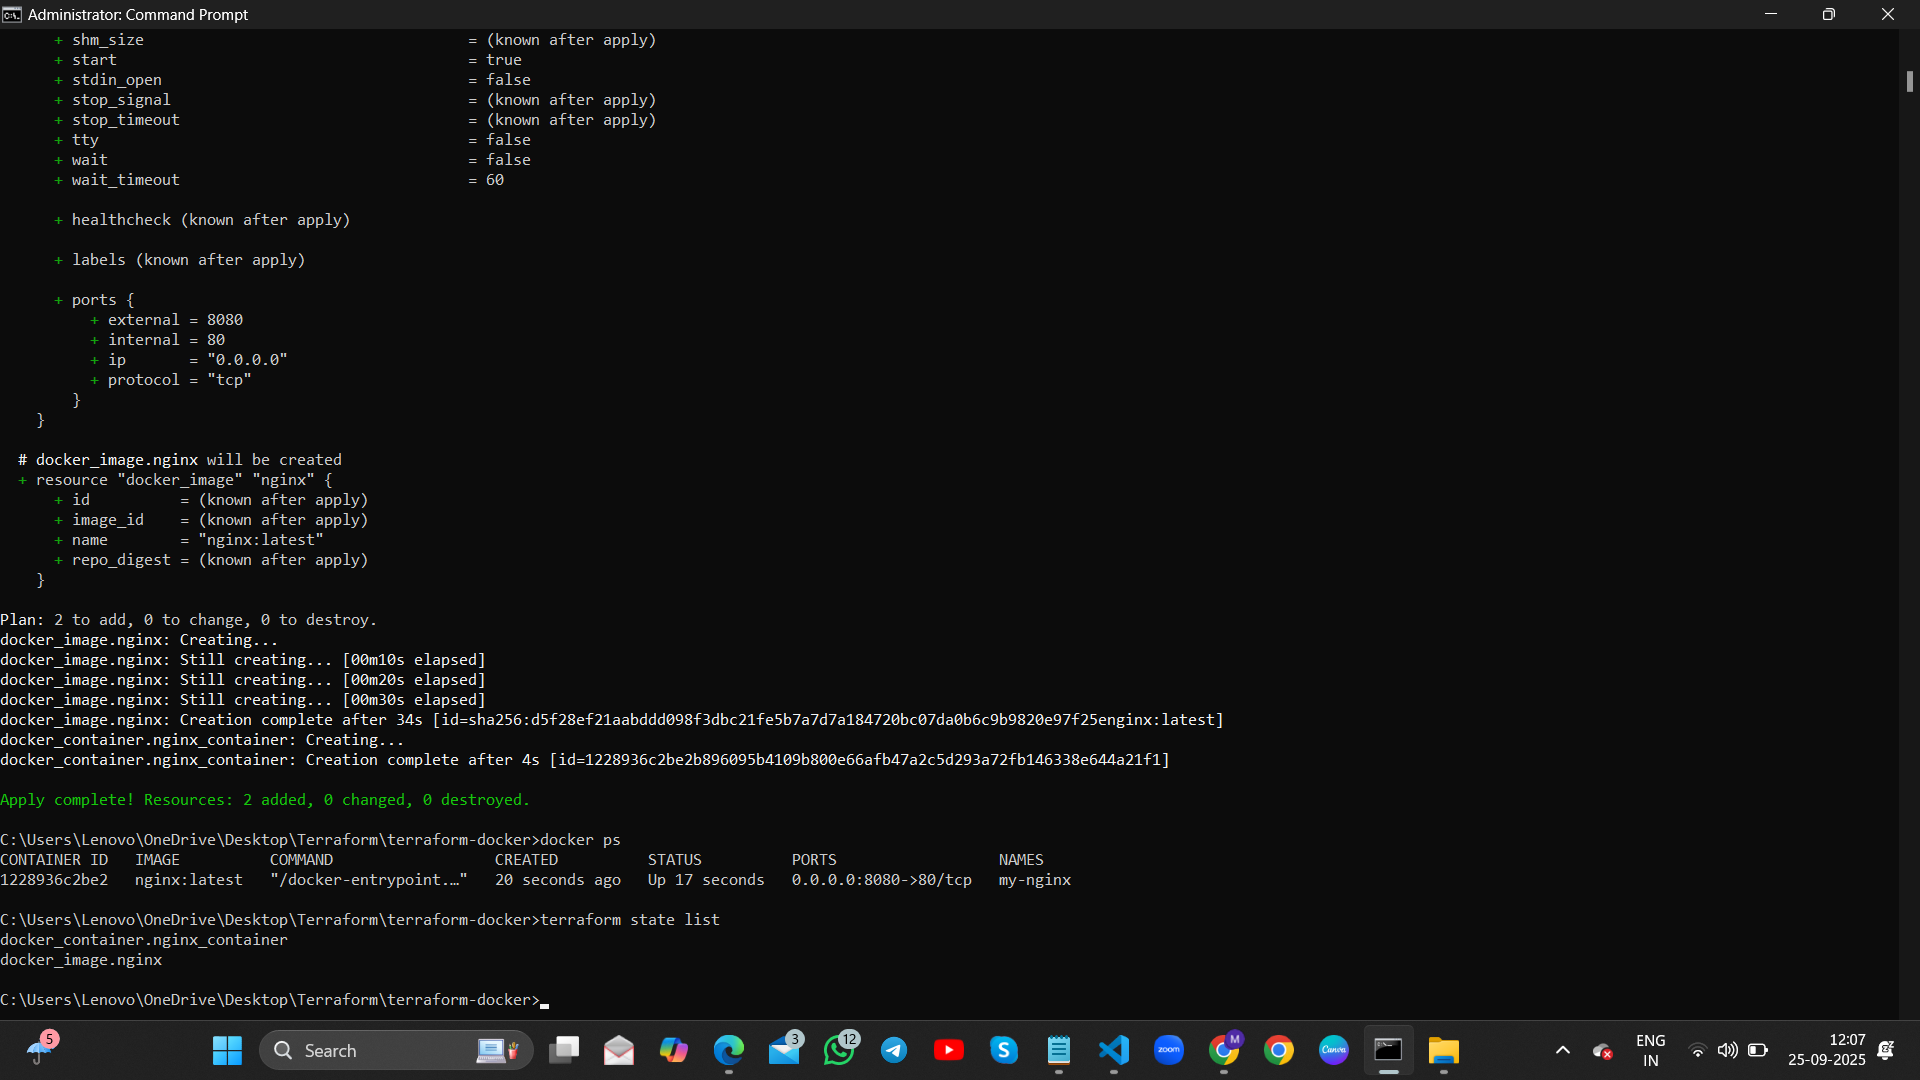 Administrator: Command Prompt
+ shm_size = (known after apply)
+ start = true
+ stdin_open = false
+ stop_signal = (known after apply)
+ stop_timeout = (known after apply)
+ tty = false
+ wait = false
+ wait_timeout = 60
+ healthcheck (known after apply)
+ labels (known after apply)
+ ports {
+ external = 8080
+ internal = 80
+ ip = "0.0.0.0"
+ protocol = "tcp"
}
}
# docker_image.nginx will be created
+ resource "docker_image" "nginx" {
+ id = (known after apply)
+ image_id = (known after apply)
+ name = "nginx:latest"
+ repo_digest = (known after apply)
}
Plan: 2 to add, 0 to change, 0 to destroy.
docker_image.nginx: Creating...
docker_image.nginx: Still creating... [00m10s elapsed]
docker_image.nginx: Still creating... [00m20s elapsed]
docker_image.nginx: Still creating... [00m30s elapsed]
docker_image.nginx: Creation complete after 34s [id=sha256:d5f28ef21aabddd098f3dbc21fe5b7a7d7a184720bc07da0b6c9b9820e97f25enginx:latest]
docker_container.nginx_container: Creating...
docker_container.nginx_container: Creation complete after 4s [id=1228936c2be2b896095b4109b800e66afb47a2c5d293a72fb146338e644a21f1]
Apply complete! Resources: 2 added, 0 changed, 0 destroyed.
C:\Users\Lenovo\OneDrive\Desktop\Terraform\terraform-docker>docker ps
CONTAINER ID IMAGE COMMAND CREATED STATUS PORTS NAMES
1228936c2be2 nginx:latest "/docker-entrypoint.…" 20 seconds ago Up 17 seconds 0.0.0.0:8080->80/tcp my-nginx
C:\Users\Lenovo\OneDrive\Desktop\Terraform\terraform-docker>terraform state list
docker_container.nginx_container
docker_image.nginx
C:\Users\Lenovo\OneDrive\Desktop\Terraform\terraform-docker>
5
Search
3
12
zoom
M
Canva
ENG
IN
12:07
25-09-2025